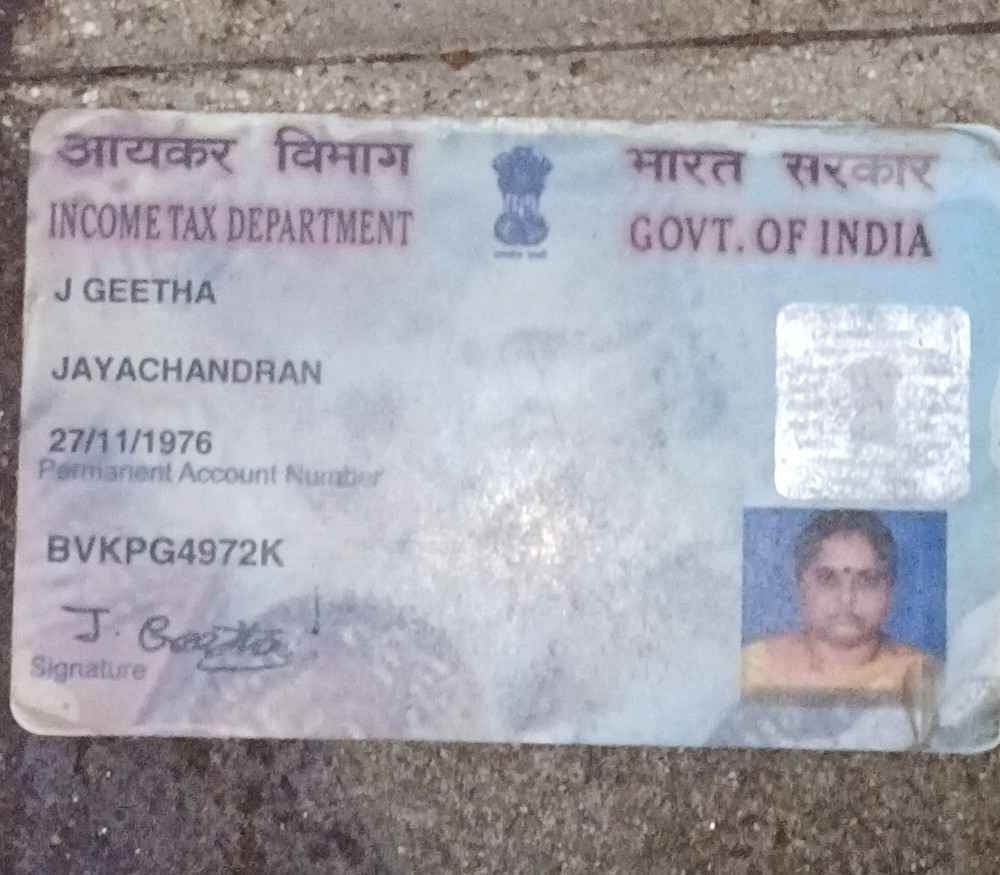 आयकर विभाग
भारत सरकार
INCOME TAX DEPARTMENT
GOVT. OF INDIA
J GEETHA
JAYACHANDRAN
27/11/1976
Permanent Account Number
BVKPG4972K
J. Geetha
Signature